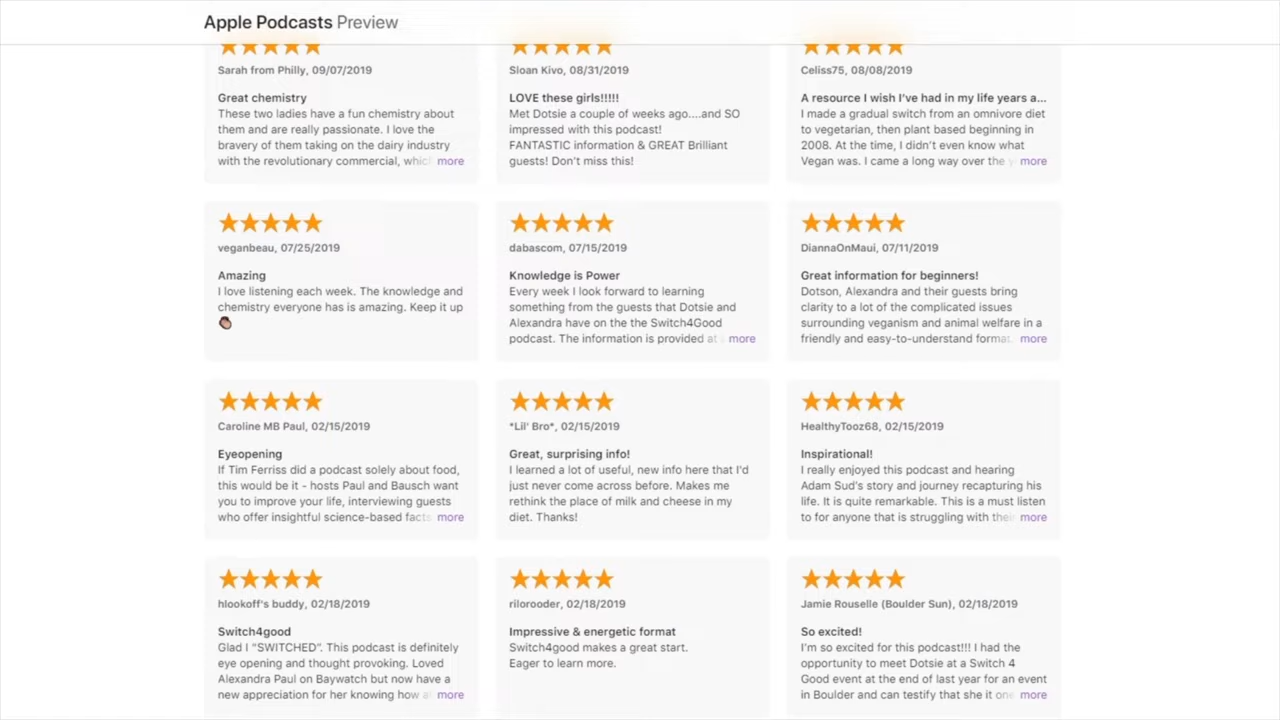 Apple Podcasts Preview
Sarah from Philly, 09/07/2019
Great chemistry
These two ladies have a fun chemistry about
them and are really passionate. I love the
bravery of them taking on the dairy industry
with the revolutionary commercial, which more
Sloan Kivo, 08/31/2019
LOVE these girls!!!!!
Met Dotsie a couple of weeks ago....and SO
impressed with this podcast!
FANTASTIC information & GREAT Brilliant
guests! Don't miss this!
Celiss75, 08/08/2019
A resource I wish I've had in my life years a...
I made a gradual switch from an omnivore diet
to vegetarian, then plant based beginning in
2008. At the time, I didn't even know what
Vegan was. I came a long way over the more
veganbeau, 07/25/2019
Amazing
I love listening each week. The knowledge and
chemistry everyone has is amazing. Keep it up
dabascom, 07/15/2019
Knowledge is Power
Every week I look forward to learning
something from the guests that Dotsie and
Alexandra have on the the Switch4Good
podcast. The information is provided at more
DiannaOnMaui, 07/11/2019
Great information for beginners!
Dotson, Alexandra and their guests bring
clarity to a lot of the complicated issues
surrounding veganism and animal welfare in a
friendly and easy-to-understand format. more
Caroline MB Paul, 02/15/2019
Eyeopening
If Tim Ferriss did a podcast solely about food,
this would be it - hosts Paul and Bausch want
you to improve your life, interviewing guests
who offer insightful science-based facts more
*Lil' Bro*, 02/15/2019
Great, surprising info!
I learned a lot of useful, new info here that I'd
just never come across before. Makes me
rethink the place of milk and cheese in my
diet. Thanks!
HealthyTooz68, 02/15/2019
Inspirational!
I really enjoyed this podcast and hearing
Adam Sud's story and journey recapturing his
life. It is quite remarkable. This is a must listen
to for anyone that is struggling with their more
hlookoff's buddy, 02/18/2019
Switch4good
Glad I "SWITCHED". This podcast is definitely
eye opening and thought provoking. Loved
Alexandra Paul on Baywatch but now have a
new appreciation for her knowing how a more
rilorooder, 02/18/2019
Impressive & energetic format
Switch4good makes a great start.
Eager to learn more.
Jamie Rouselle (Boulder Sun), 02/18/2019
So excited!
I'm so excited for this podcast!!! I had the
opportunity to meet Dotsie at a Switch 4
Good event at the end of last year for an event
in Boulder and can testify that she it one more